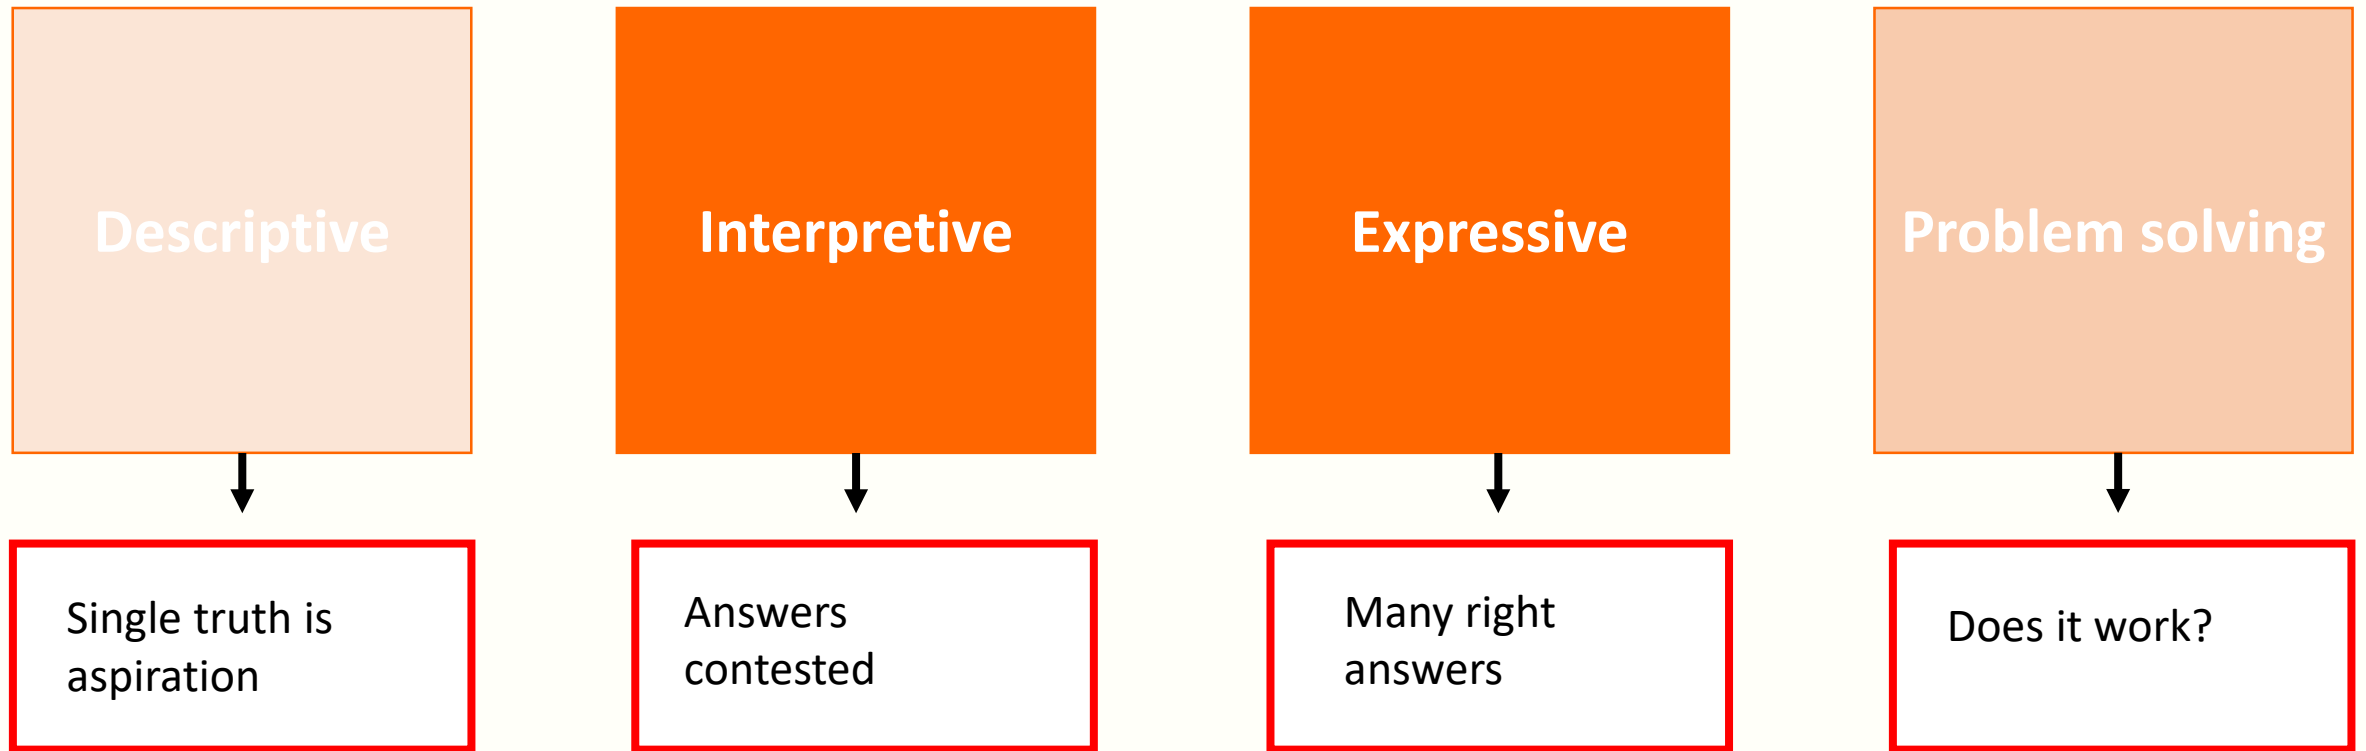 Descriptive
Interpretive
Expressive
Problem solving
Single truth is
aspiration
Answers
contested
Many right
answers
Does it work?